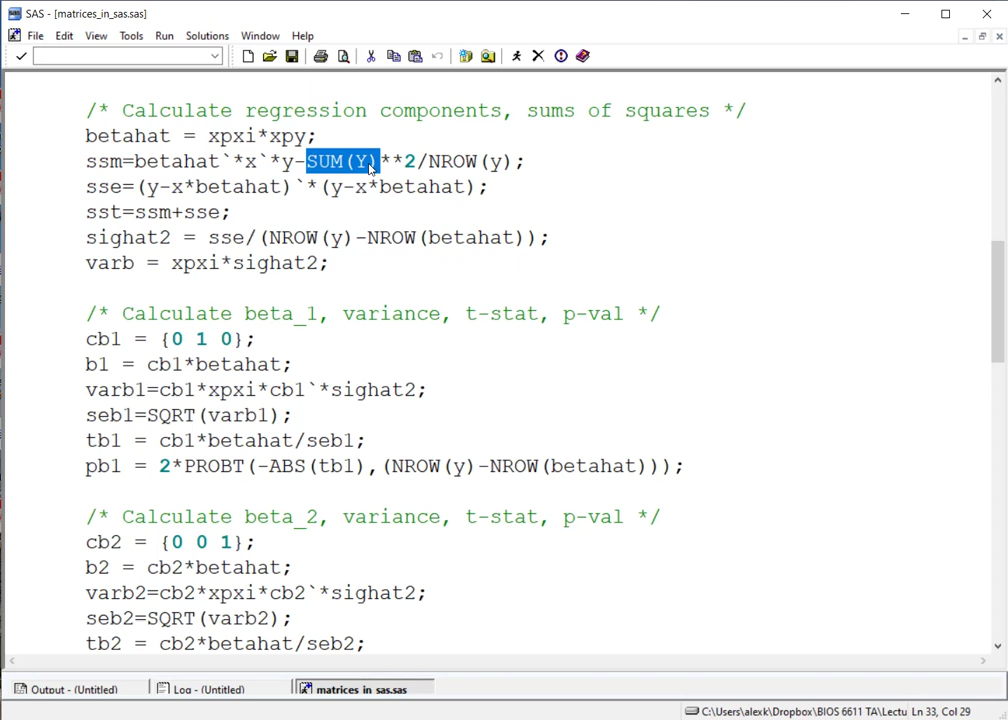 SAS - [matrices_in_sas.sas]
File Edit View Tools Run Solutions Window Help
/* Calculate regression components, sums of squares */
betahat = xpxi*xpy;
ssm=betahat`*x`*y-SUM(Y)**2/NROW(y);
sse=(y-x*betahat)`*(y-x*betahat);
sst=ssm+sse;
sighat2 = sse/(NROW(y)-NROW(betahat));
varb = xpxi*sighat2;
/* Calculate beta_1, variance, t-stat, p-val */
cb1 = {0 1 0};
b1 = cb1*betahat;
varb1=cb1*xpxi*cb1`*sighat2;
seb1=SQRT(varb1);
tb1 = cb1*betahat/seb1;
pb1 = 2*PROBT(-ABS(tb1),(NROW(y)-NROW(betahat)));
/* Calculate beta_2, variance, t-stat, p-val */
cb2 = {0 0 1};
b2 = cb2*betahat;
varb2=cb2*xpxi*cb2`*sighat2;
seb2=SQRT(varb2);
tb2 = cb2*betahat/seb2;
Output - (Untitled) Log - (Untitled) matrices_in_sas.sas
C:\Users\alexk\Dropbox\BIOS 6611 TA\Lectu Ln 33, Col 29